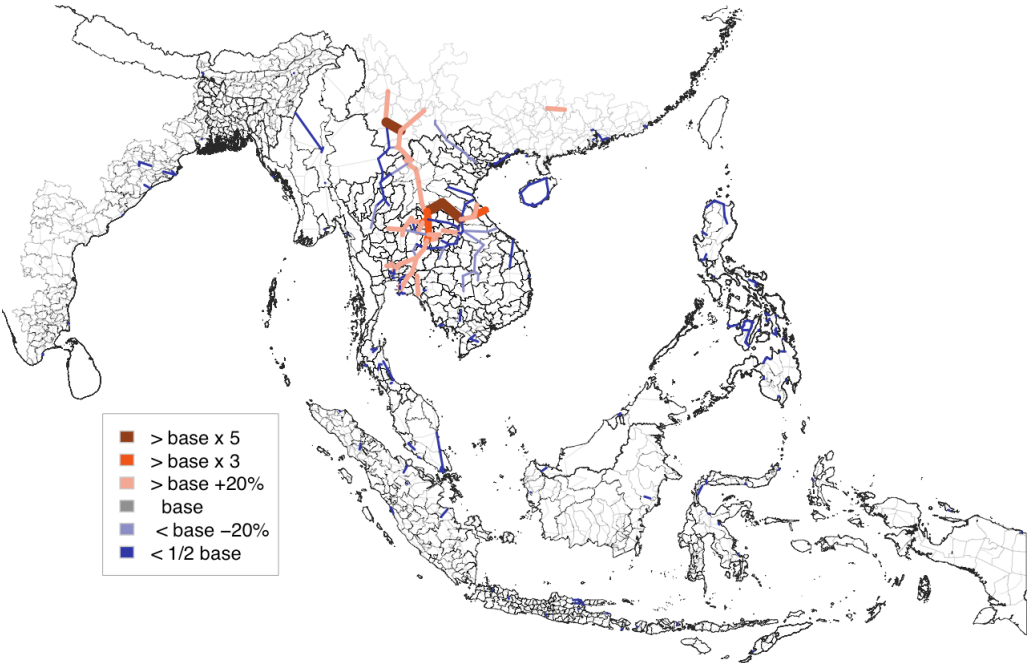 > base x 5
> base x 3
> base +20%
base
< base −20%
< 1/2 base